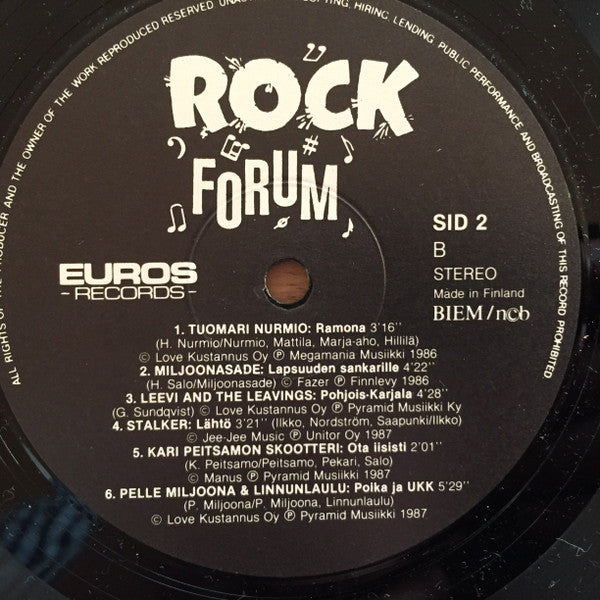 ALL RIGHTS OF THE PRODUCER AND THE OWNER OF THE WORK REPRODUCED RESERVED HIRING, LENDING, PUBLIC PERFORMANCE AND BROADCASTING OF THIS RECORD PROHIBITED
ROCK
FORUM
EUROS
- RECORDS -
SID 2
B
STEREO
Made in Finland
BIEM/ncb
1. TUOMARI NURMIO: Ramona 3'16''
(H. Nurmio/Nurmio, Mattila, Marja-aho, Hillilä)
© Love Kustannus Oy ℗ Megamania Musiikki 1986
2. MILJOONASADE: Lapsuuden sankarille 4'22''
(H. Salo/Miljoonasade) © Fazer ℗ Finnlevy 1986
3. LEEVI AND THE LEAVINGS: Pohjois-Karjala 4'28''
(G. Sundqvist) © Love Kustannus Oy ℗ Pyramid Musiikki Ky
4. STALKER: Lähtö 3'21'' (Ilkko, Nordström, Saapunki/Ilkko)
© Jee-Jee Music ℗ Unitor Oy 1987
5. KARI PEITSAMON SKOOTTERI: Ota iisisti 2'01''
(K. Peitsamo/Peitsamo, Pekari, Salo)
© Manus ℗ Pyramid Musiikki 1987
6. PELLE MILJOONA & LINNUNLAULU: Poika ja UKK 5'29''
(P. Miljoona/P. Miljoona, Linnunlaulu)
© Love Kustannus Oy ℗ Pyramid Musiikki 1987